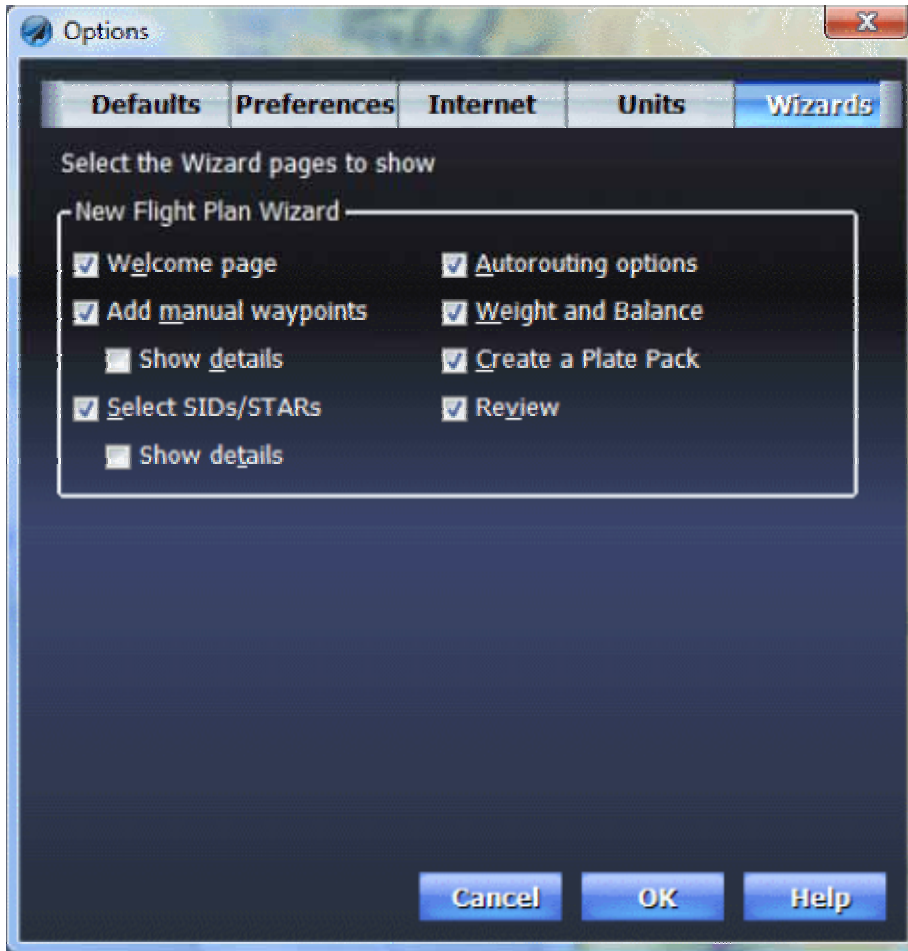 Options
X
Defaults Preferences Internet Units Wizards
Select the Wizard pages to show
New Flight Plan Wizard
Welcome page
Add manual waypoints
Show details
Select SIDs/STARs
Show details
Autorouting options
Weight and Balance
Create a Plate Pack
Review
Cancel OK Help